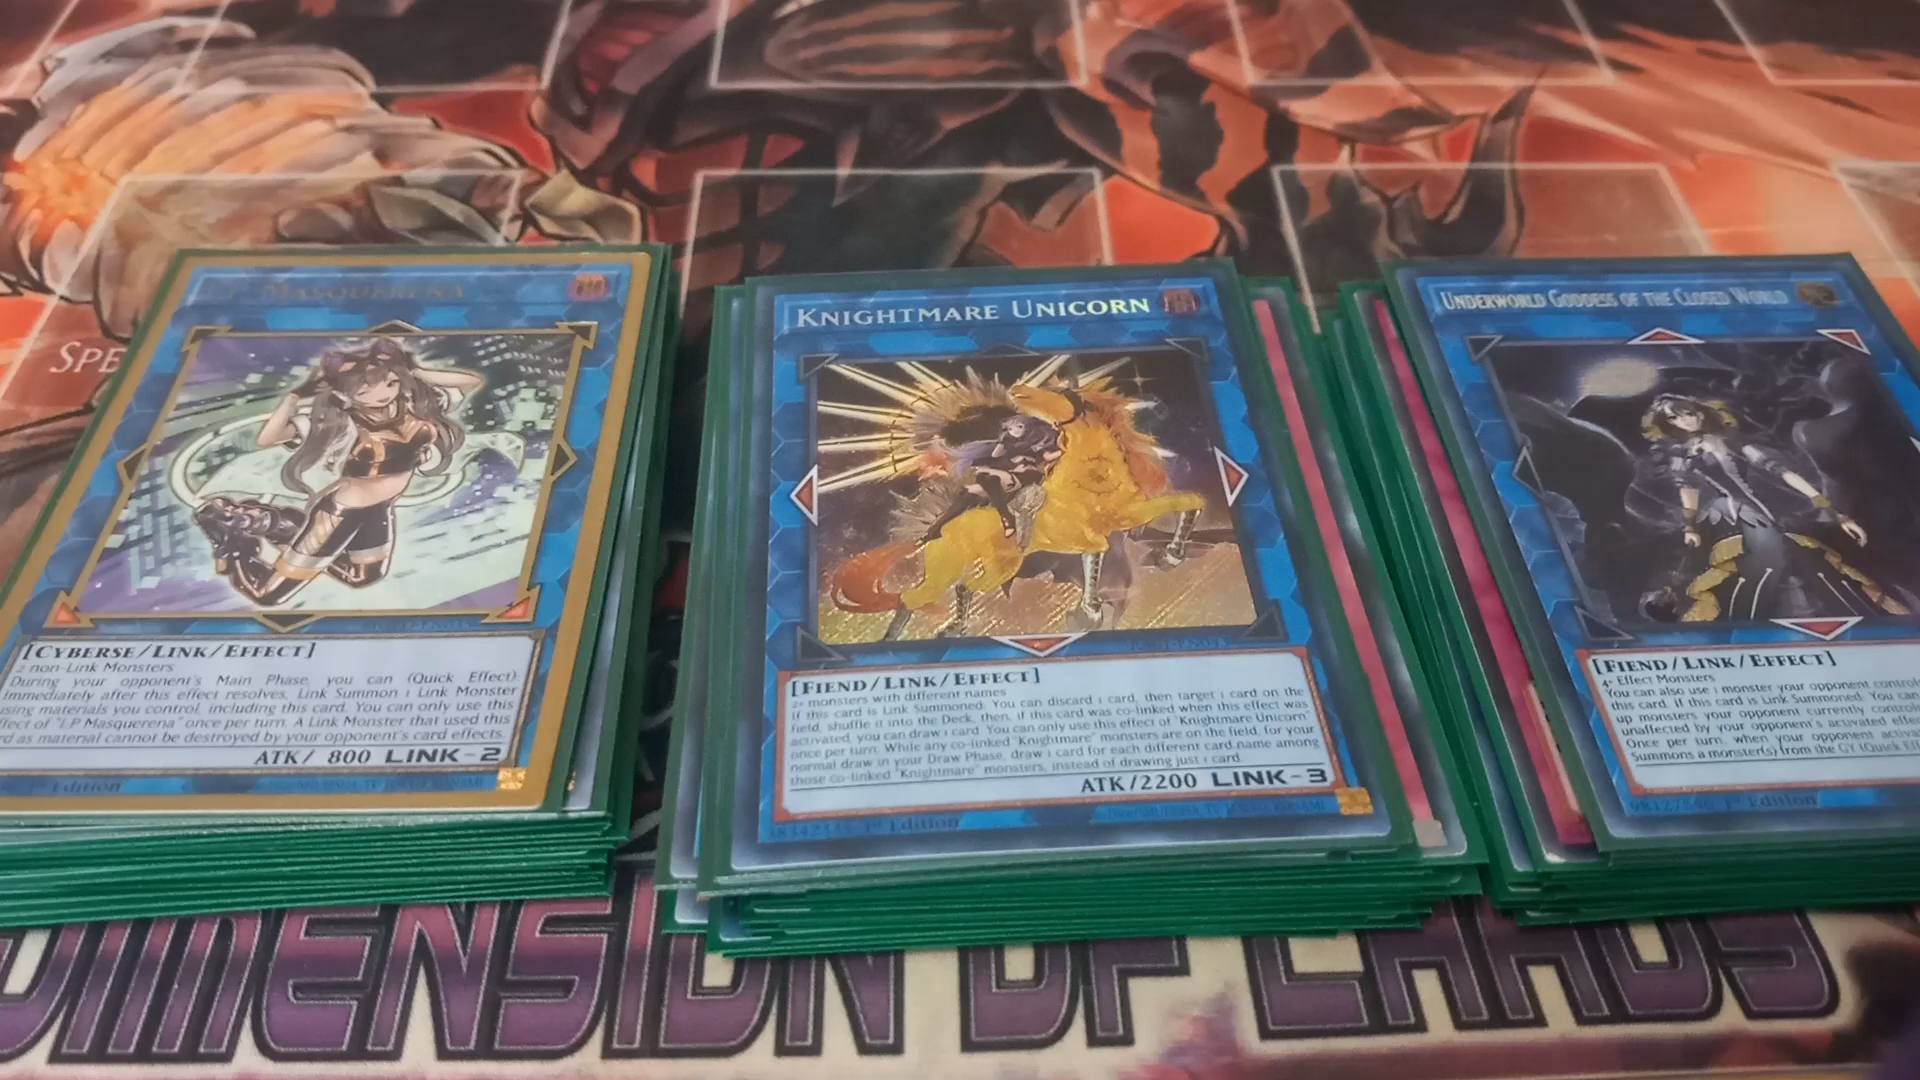 SPE
MASQUERENA
[CYBERSE/LINK/EFFECT]
2 non-Link Monsters
During your opponent's Main Phase, you can (Quick Effect):
Immediately after this effect resolves, Link Summon 1 Link Monster
using materials you control, including this card. You can only use this
ffect of "I:P Masquerena" once per turn. A Link Monster that used this
rd as material cannot be destroyed by your opponent's card effects.
ATK/ 800 LINK-2
1st Edition
KNIGHTMARE UNICORN
[FIEND/LINK/EFFECT]
2+ monsters with different names
If this card is Link Summoned: You can discard 1 card, then target 1 card on the
field; shuffle it into the Deck, then, if this card was co-linked when this effect was
activated, you can draw 1 card. You can only use this effect of "Knightmare Unicorn"
once per turn. While any co-linked "Knightmare" monsters are on the field, for your
normal draw in your Draw Phase, draw 1 card for each different card name among
those co-linked "Knightmare" monsters, instead of drawing just 1 card.
ATK/2200 LINK-3
1st Edition
UNDERWORLD GODDESS OF THE CLOSED WORLD
[FIEND/LINK/EFFECT]
4+ Effect Monsters
You can also use 1 monster your opponent control
this card. If this card is Link Summoned: You can
up monsters your opponent currently control
unaffected by your opponent's activated effec
Once per turn, when your opponent activa
Summons a monster(s) from the GY (Quick Eff
98127546 1st Edition
DIMENSION OF CHAOS